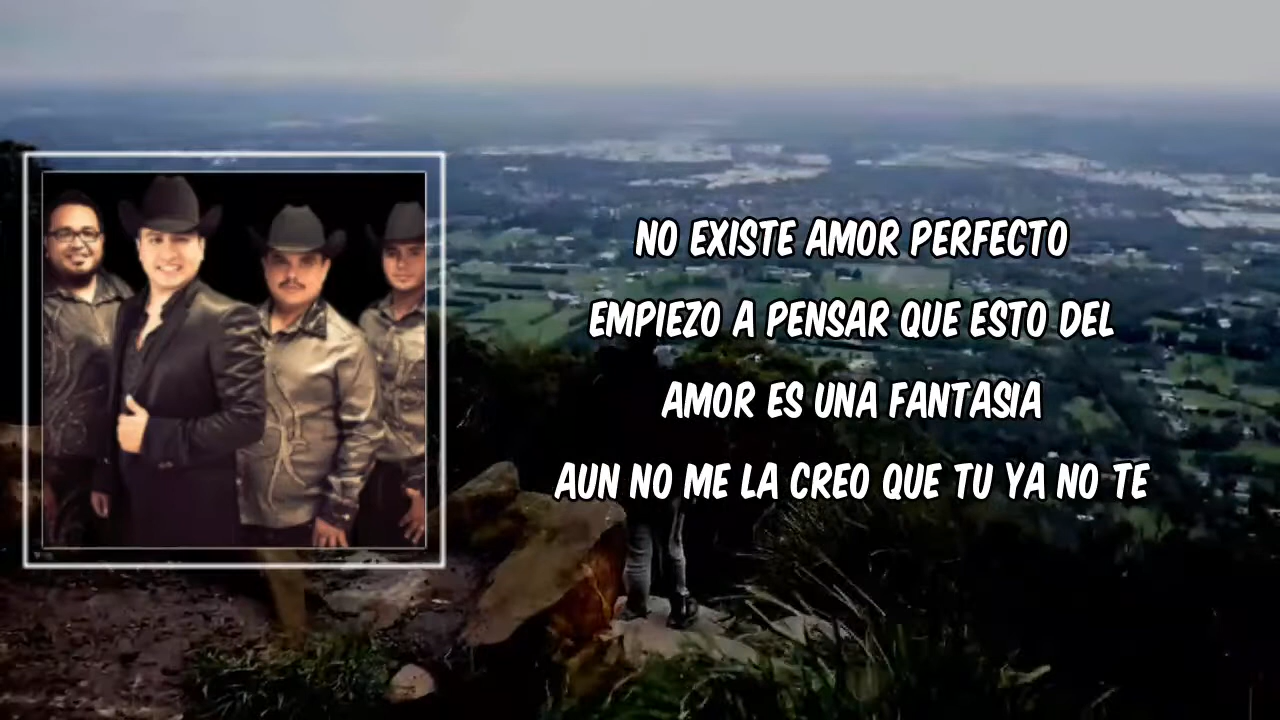 NO EXISTE AMOR PERFECTO
EMPIEZO A PENSAR QUE ESTO DEL
AMOR ES UNA FANTASIA
AUN NO ME LA CREO QUE TU YA NO TE